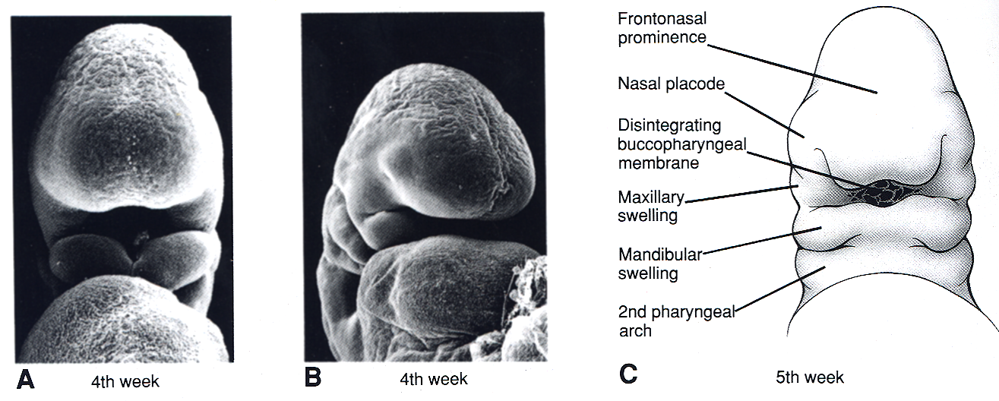 A
4th week
B
4th week
Frontonasal
prominence
Nasal placode
Disintegrating
buccopharyngeal
membrane
Maxillary
swelling
Mandibular
swelling
2nd pharyngeal
arch
C
5th week